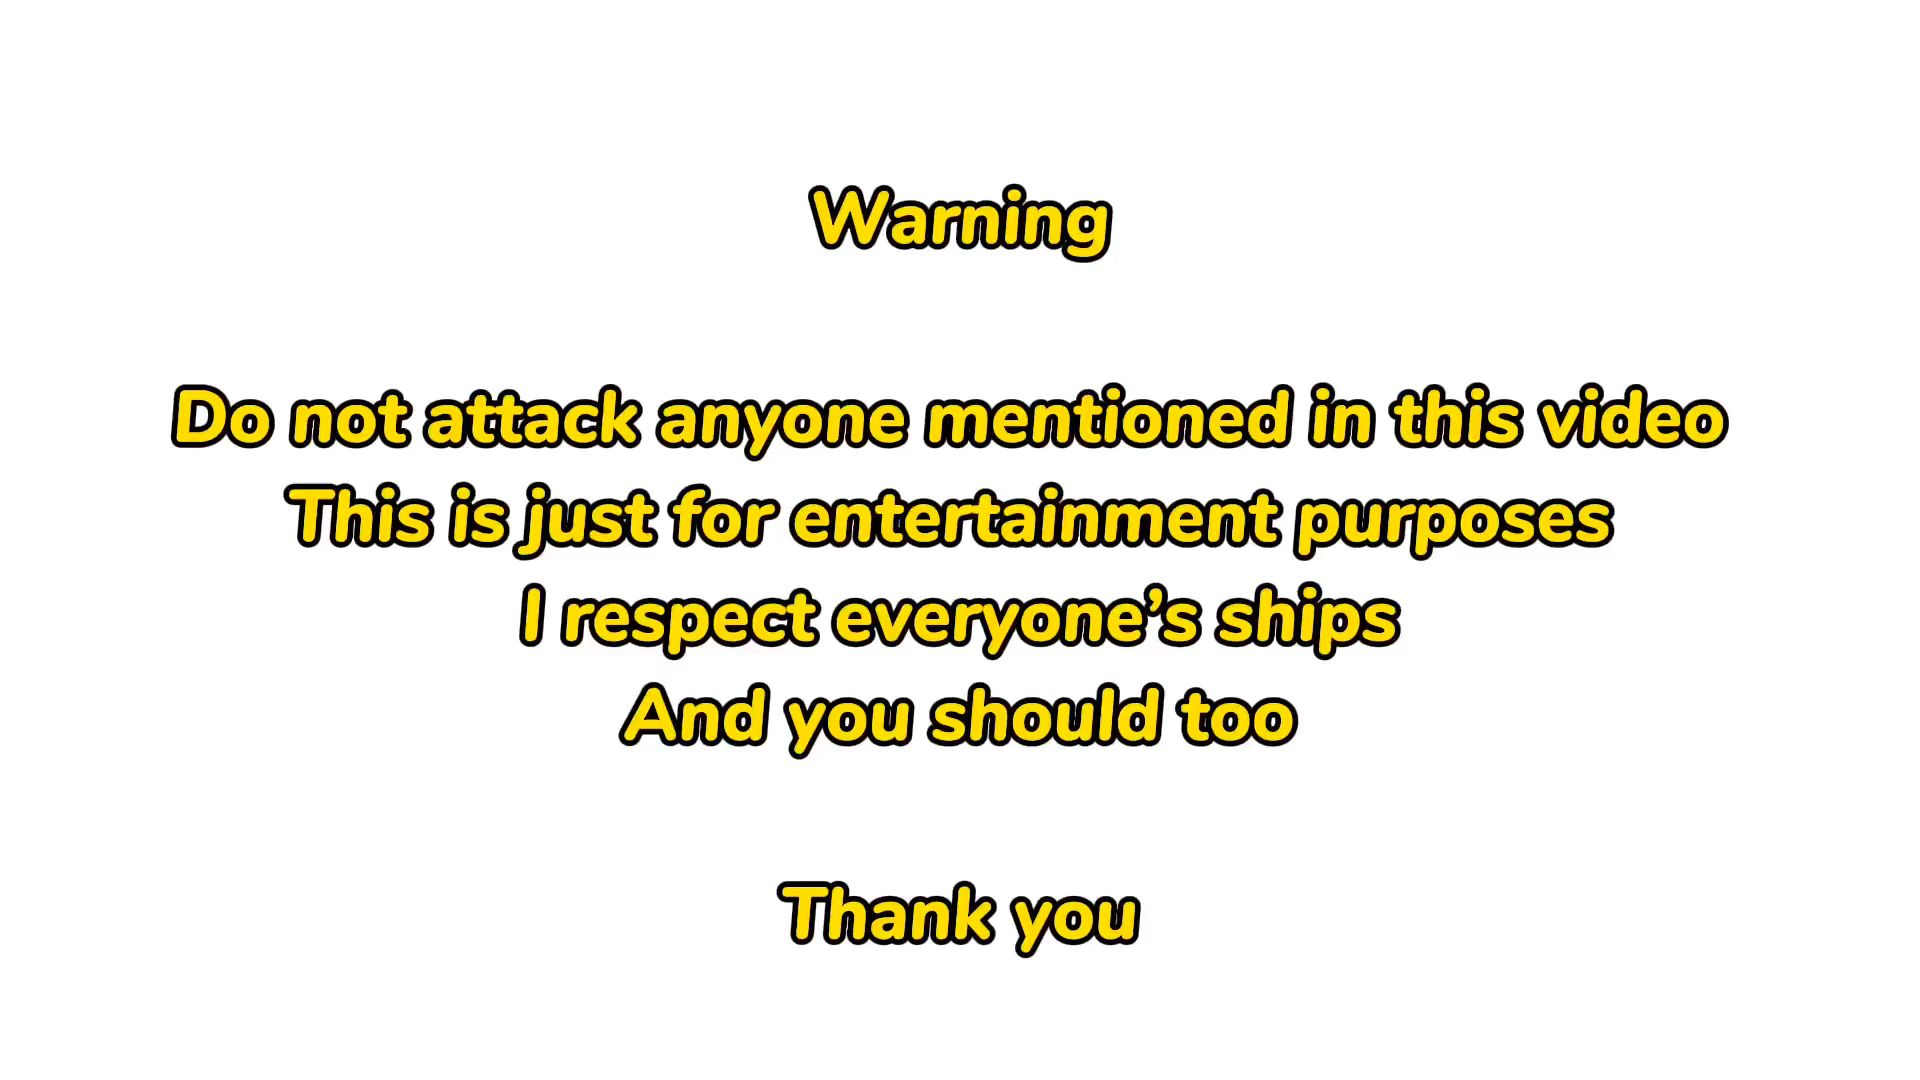 Warning
Do not attack anyone mentioned in this video
This is just for entertainment purposes
I respect everyone’s ships
And you should too
Thank you